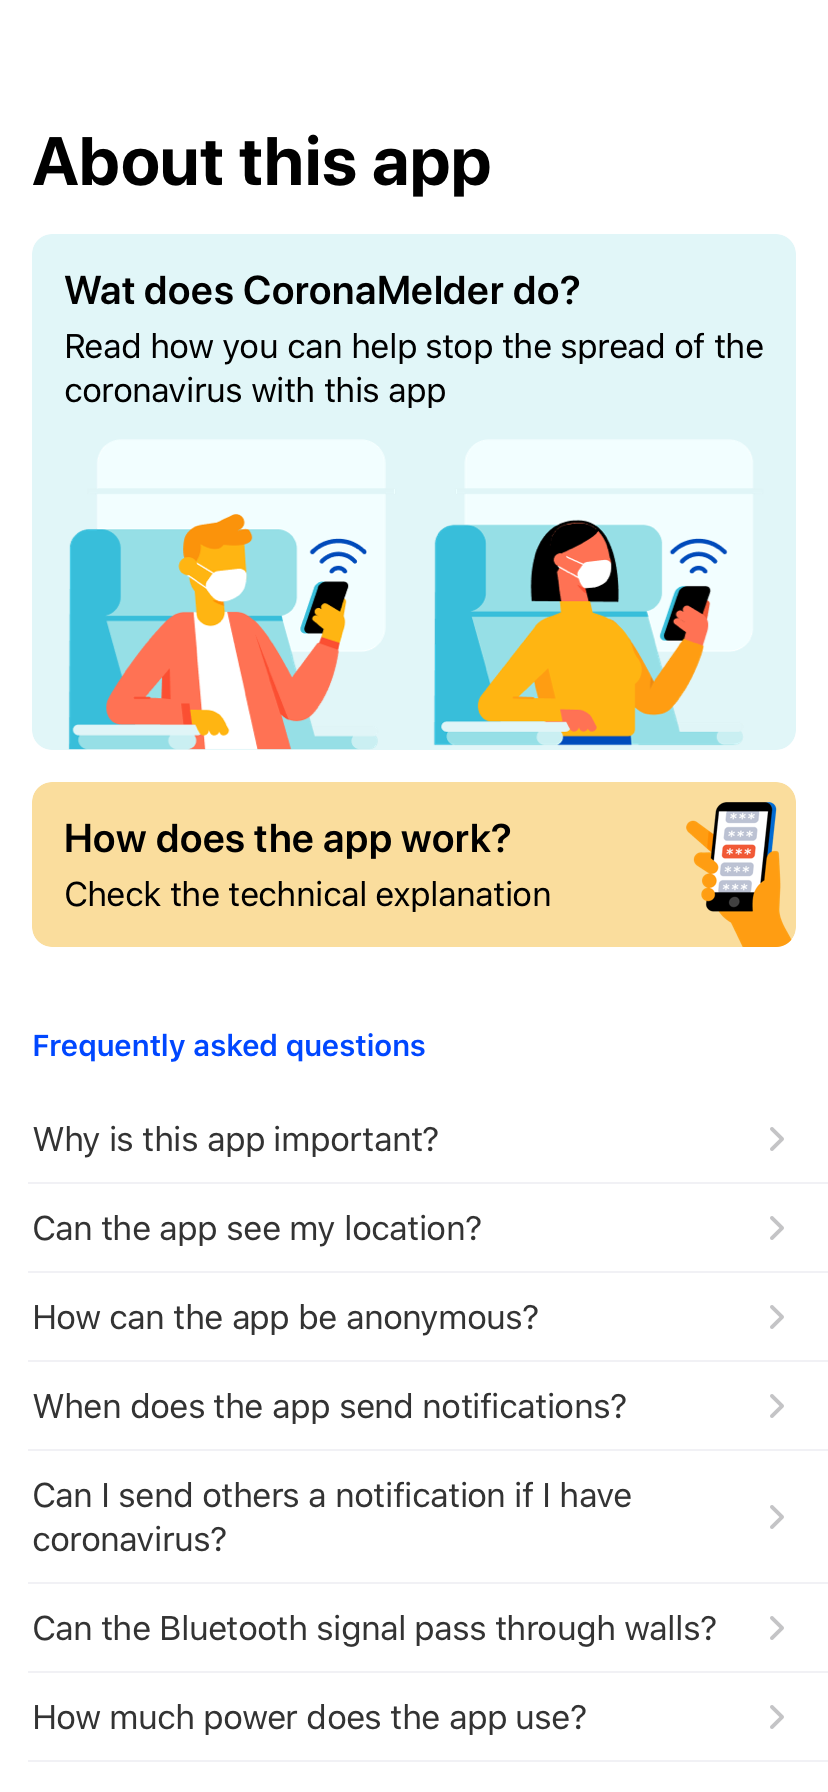 About this app
Wat does CoronaMelder do?
Read how you can help stop the spread of the
coronavirus with this app
How does the app work?
Check the technical explanation
***
***
***
***
***
Frequently asked questions
Why is this app important?
Can the app see my location?
How can the app be anonymous?
When does the app send notifications?
Can I send others a notification if I have
coronavirus?
Can the Bluetooth signal pass through walls?
How much power does the app use?